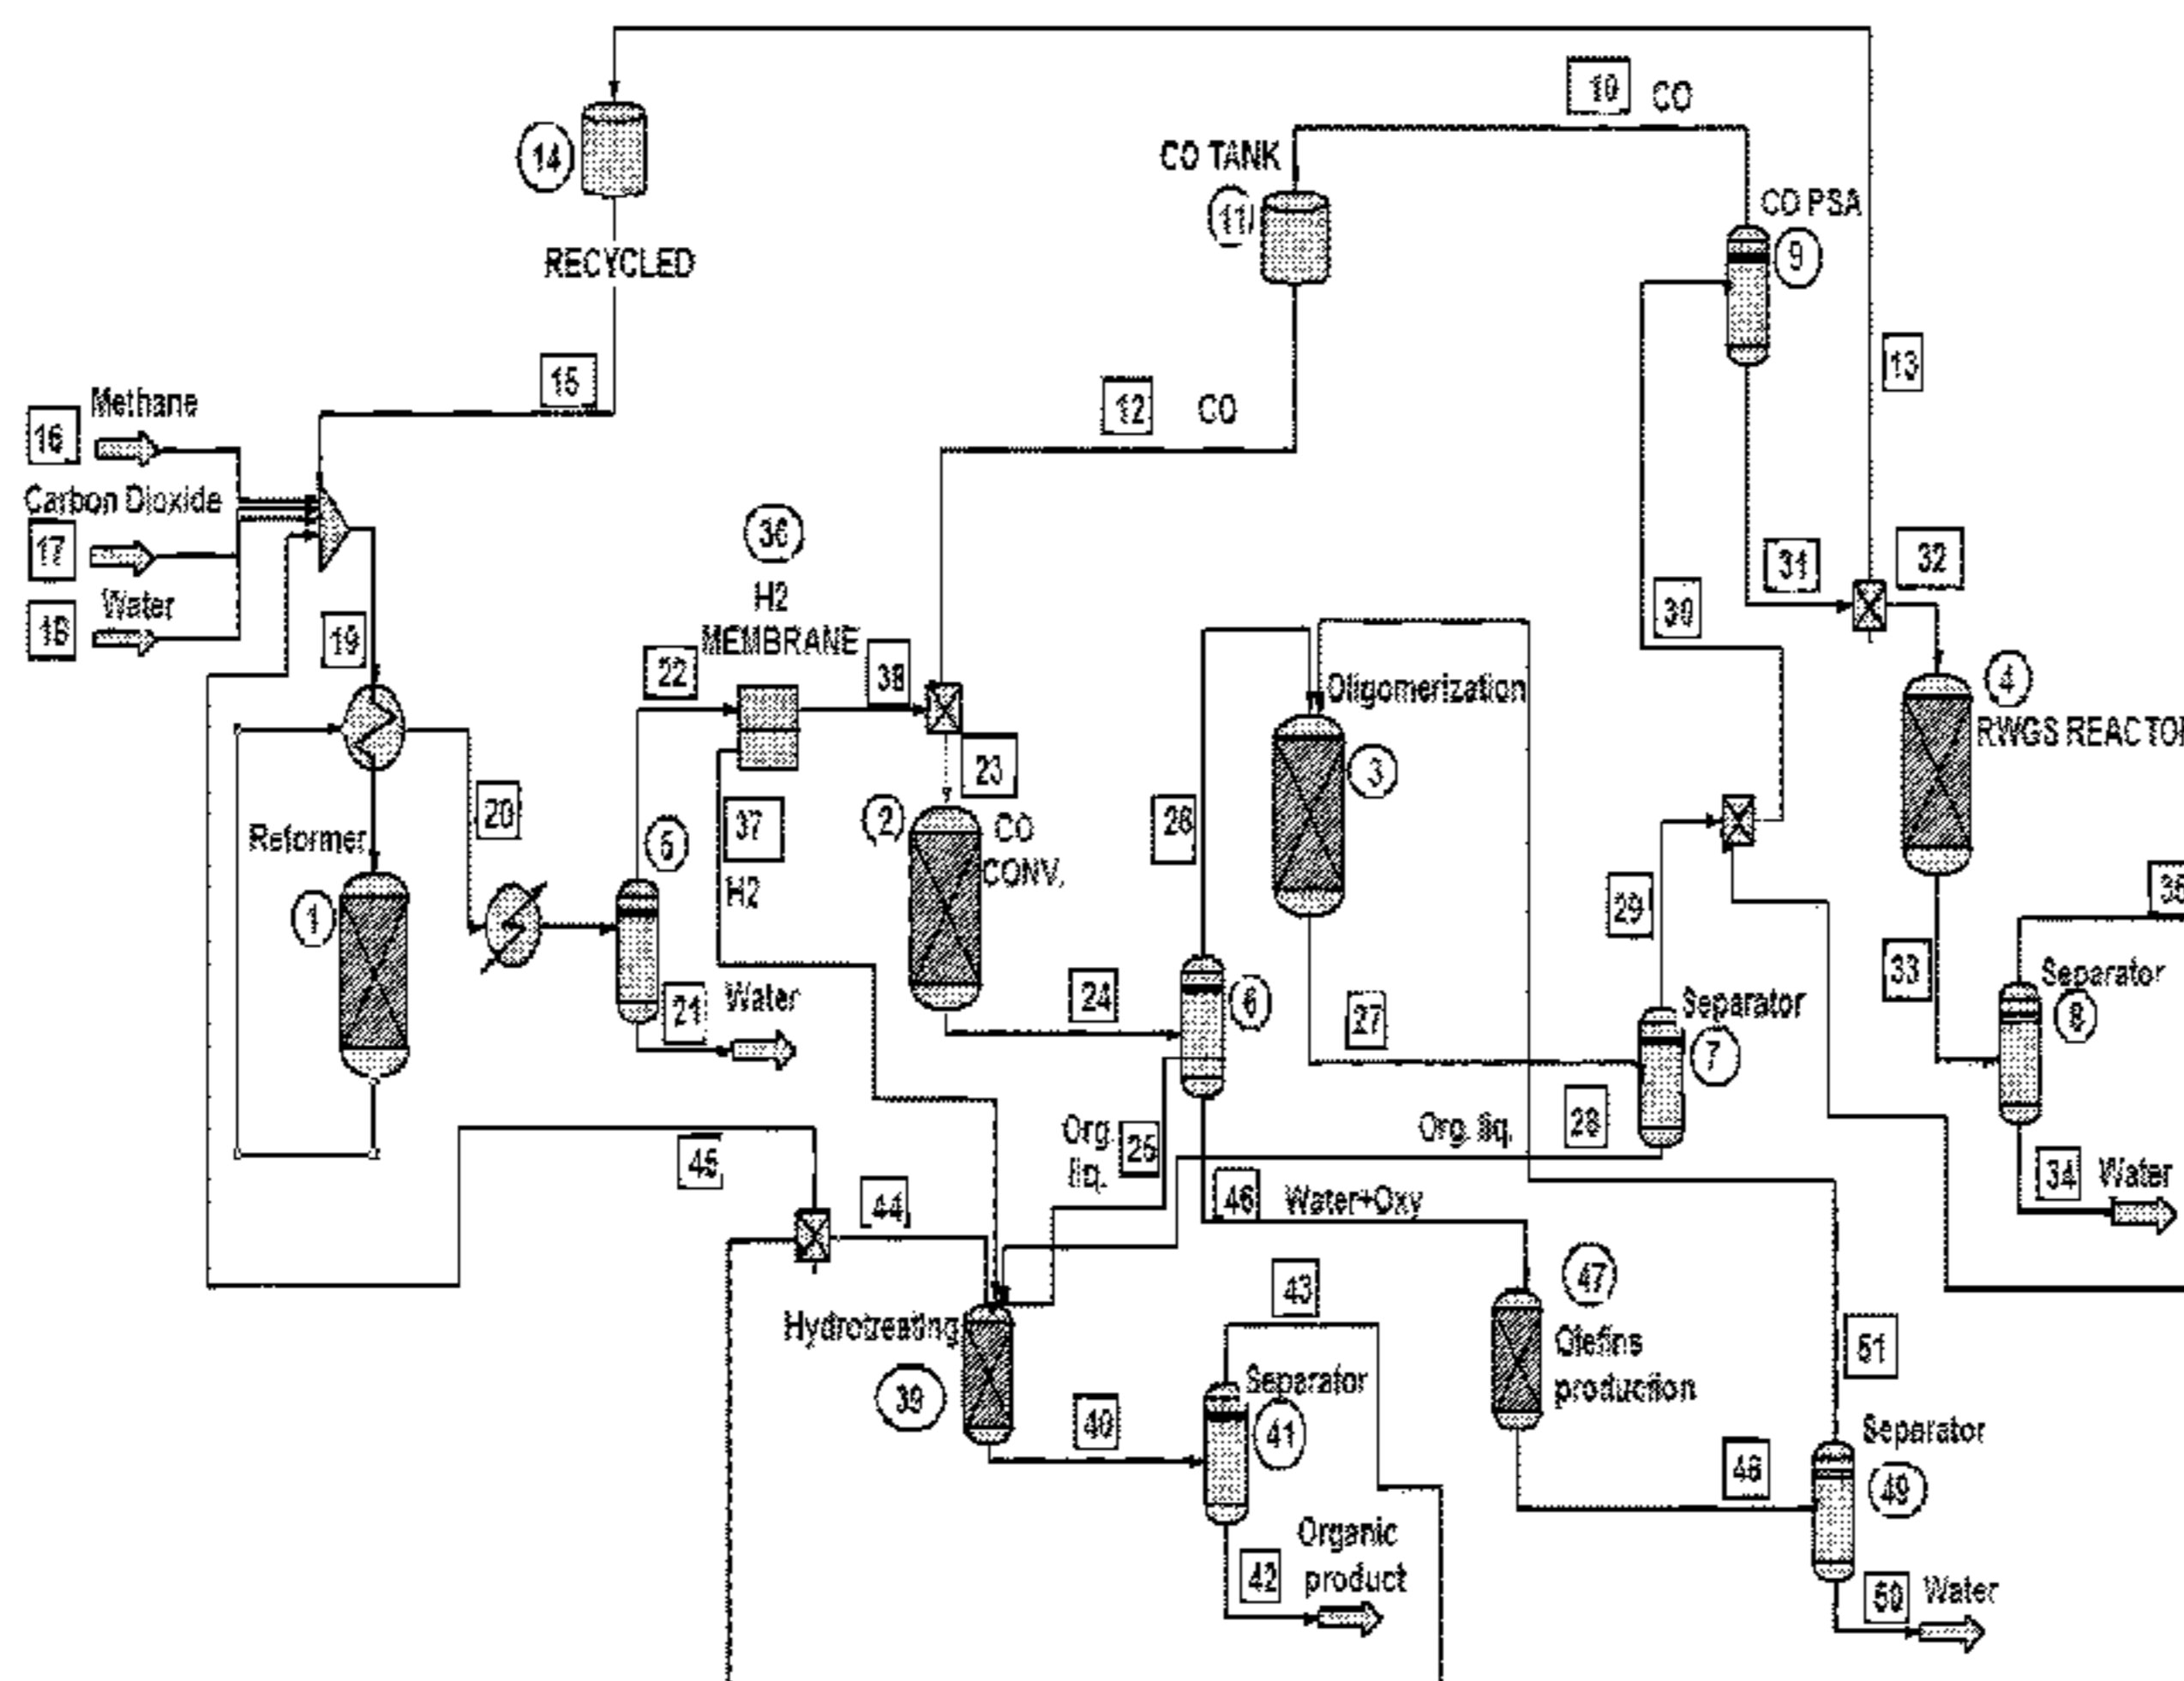 10 CO
14
CO TANK
11
CO PSA
9
RECYCLED
13
15
12 CO
Methane
16
Carbon Dioxide
17
Water
18
36
H2
MEMBRANE
19
22
38
30
31
32
4
RWGS REACTO
Oligomerization
3
23
20
37
H2
2
CO
CONV.
26
Reformer
1
5
29
35
33
Separator
8
21 Water
24
6
27
Separator
7
Org.
liq.
25
Org. liq.
28
34 Water
45
44
46 Water+Oxy
43
47
Olefins
production
51
Hydrotreating
39
40
Separator
41
48
Separator
49
Organic
product
42
50 Water